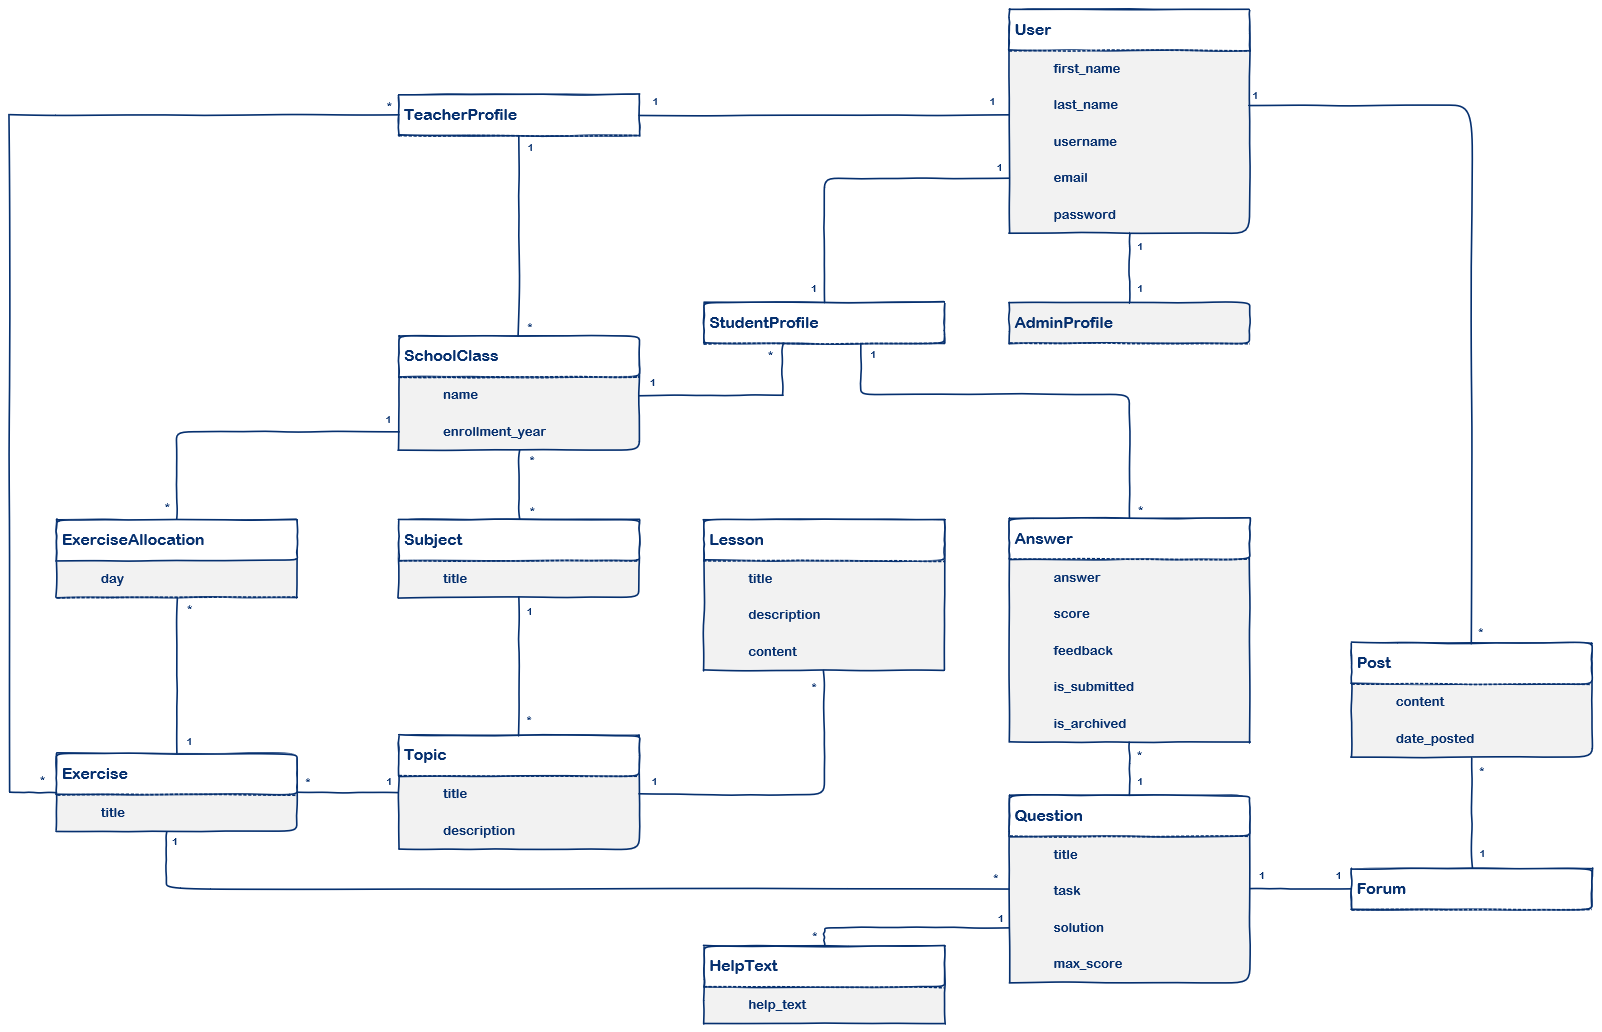 User
first_name
last_name
username
email
password
1
1
1
1
1
*
TeacherProfile
1
1
*
1
StudentProfile
*
1
1
AdminProfile
SchoolClass
name
enrollment_year
1
1
*
*
*
*
ExerciseAllocation
day
*
1
Subject
title
1
*
Lesson
title
description
content
*
Answer
answer
score
feedback
is_submitted
is_archived
*
1
*
Post
content
date_posted
*
1
*
Exercise
title
1
*
1
Topic
title
description
1
Question
title
task
solution
max_score
*
1
1
1
Forum
*
HelpText
help_text